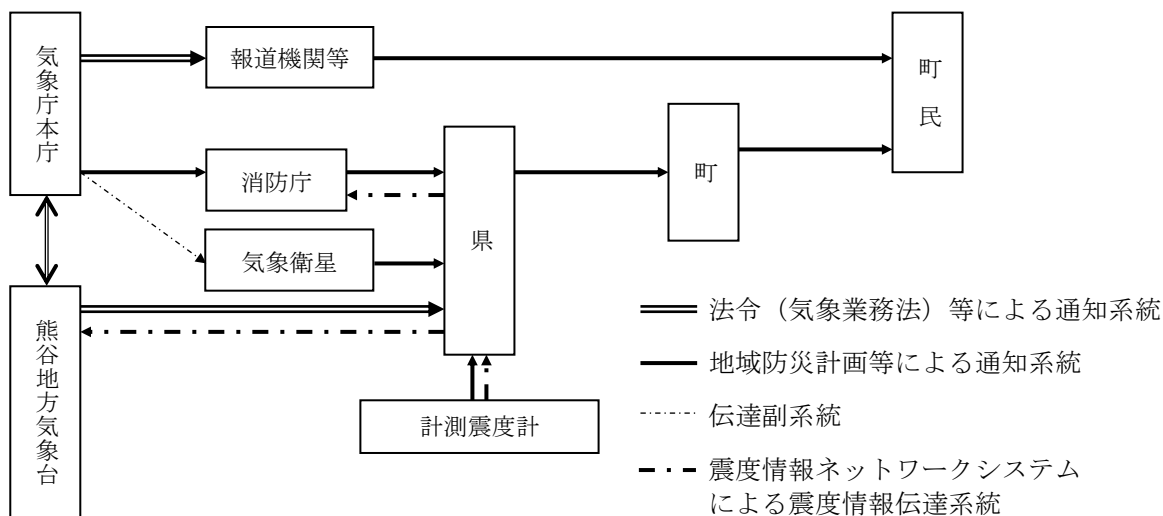 気象庁本庁
報道機関等
町民
消防庁
町
県
気象衛星
熊谷地方気象台
計測震度計
法令（気象業務法）等による通知系統
地域防災計画等による通知系統
伝達副系統
震度情報ネットワークシステム
による震度情報伝達系統